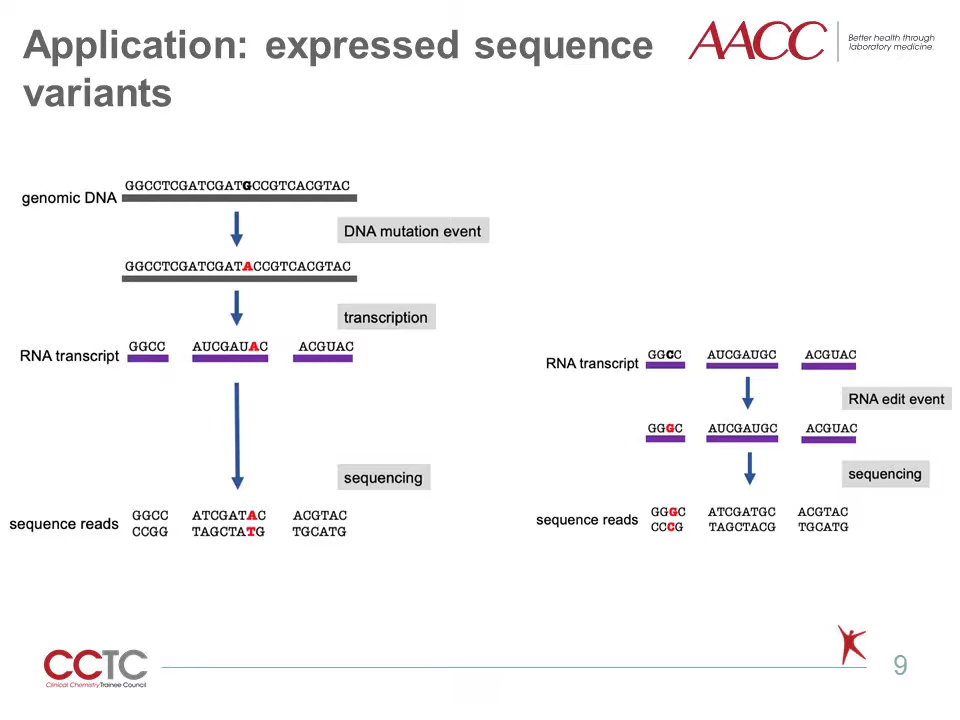 Application: expressed sequence
variants
AACC
Better health through
laboratory medicine.
GGCCTCGATCGATGCCGTCACGTAC
genomic DNA
DNA mutation event
GGCCTCGATCGATACCGTCACGTAC
transcription
GGCC AUCGAUAC ACGUAC
RNA transcript
sequencing
GGCC ATCGATAC ACGTAC
sequence reads
CCGG TAGCTATG TGCATG
GGCC AUCGAUGC ACGUAC
RNA transcript
RNA edit event
GGGC AUCGAUGC ACGUAC
sequencing
GGGC ATCGATGC ACGTAC
sequence reads
CCCG TAGCTACG TGCATG
CCTC
Clinical Chemistry Trainee Council
9